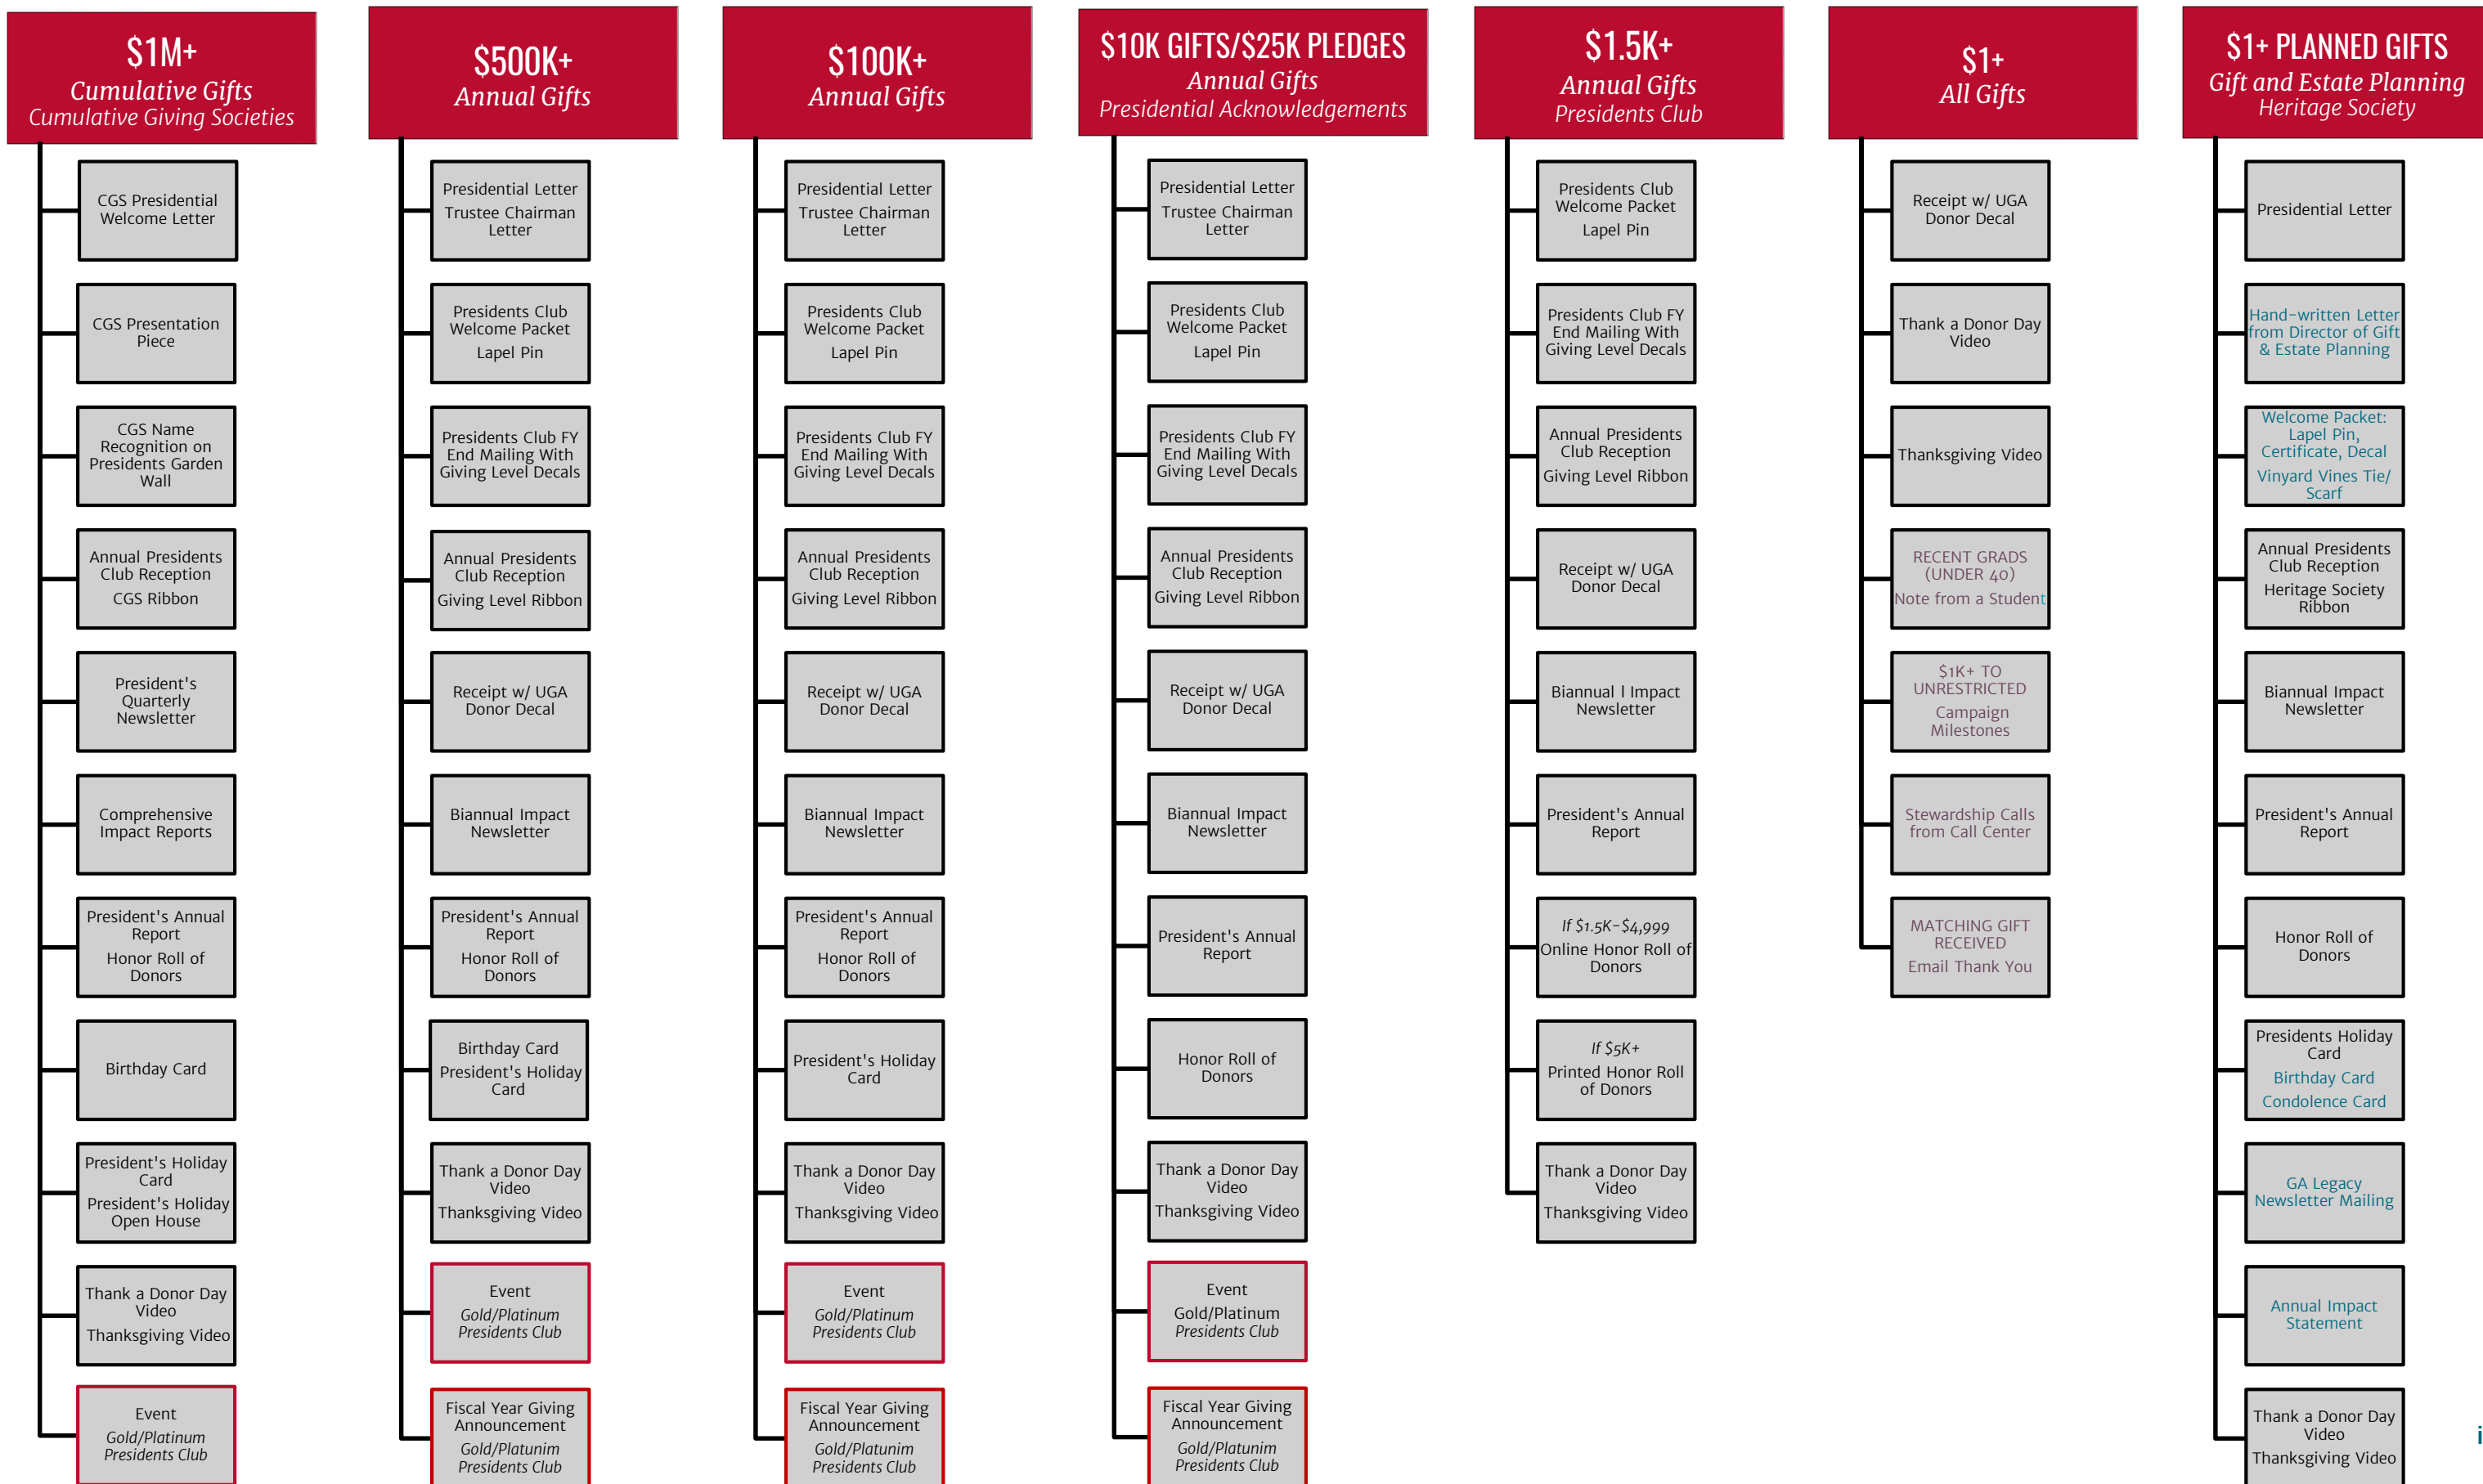 $1M+
Cumulative Gifts
Cumulative Giving Societies
CGS Presidential
Welcome Letter
CGS Presentation
Piece
CGS Name
Recognition on
Presidents Garden
Wall
Annual Presidents
Club Reception
CGS Ribbon
President's
Quarterly
Newsletter
Comprehensive
Impact Reports
President's Annual
Report
Honor Roll of
Donors
Birthday Card
President's Holiday
Card
President's Holiday
Open House
Thank a Donor Day
Video
Thanksgiving Video
Event
Gold/Platinum
Presidents Club
$500K+
Annual Gifts
Presidential Letter
Trustee Chairman
Letter
Presidents Club
Welcome Packet
Lapel Pin
Presidents Club FY
End Mailing With
Giving Level Decals
Annual Presidents
Club Reception
Giving Level Ribbon
Receipt w/ UGA
Donor Decal
Biannual Impact
Newsletter
President's Annual
Report
Honor Roll of
Donors
Birthday Card
President's Holiday
Card
Thank a Donor Day
Video
Thanksgiving Video
Event
Gold/Platinum
Presidents Club
Fiscal Year Giving
Announcement
Gold/Platunim
Presidents Club
$100K+
Annual Gifts
Presidential Letter
Trustee Chairman
Letter
Presidents Club
Welcome Packet
Lapel Pin
Presidents Club FY
End Mailing With
Giving Level Decals
Annual Presidents
Club Reception
Giving Level Ribbon
Receipt w/ UGA
Donor Decal
Biannual Impact
Newsletter
President's Annual
Report
Honor Roll of
Donors
President's Holiday
Card
Thank a Donor Day
Video
Thanksgiving Video
Event
Gold/Platinum
Presidents Club
Fiscal Year Giving
Announcement
Gold/Platunim
Presidents Club
$10K GIFTS/$25K PLEDGES
Annual Gifts
Presidential Acknowledgements
Presidential Letter
Trustee Chairman
Letter
Presidents Club
Welcome Packet
Lapel Pin
Presidents Club FY
End Mailing With
Giving Level Decals
Annual Presidents
Club Reception
Giving Level Ribbon
Receipt w/ UGA
Donor Decal
Biannual Impact
Newsletter
President's Annual
Report
Honor Roll of
Donors
Thank a Donor Day
Video
Thanksgiving Video
Event
Gold/Platinum
Presidents Club
Fiscal Year Giving
Announcement
Gold/Platunim
Presidents Club
$1.5K+
Annual Gifts
Presidents Club
Presidents Club
Welcome Packet
Lapel Pin
Presidents Club FY
End Mailing With
Giving Level Decals
Annual Presidents
Club Reception
Giving Level Ribbon
Receipt w/ UGA
Donor Decal
Biannual l Impact
Newsletter
President's Annual
Report
If $1.5K-$4,999
Online Honor Roll of
Donors
If $5K+
Printed Honor Roll
of Donors
Thank a Donor Day
Video
Thanksgiving Video
$1+
All Gifts
Receipt w/ UGA
Donor Decal
Thank a Donor Day
Video
Thanksgiving Video
RECENT GRADS
(UNDER 40)
Note from a Student
$1K+ TO
UNRESTRICTED
Campaign
Milestones
Stewardship Calls
from Call Center
MATCHING GIFT
RECEIVED
Email Thank You
$1+ PLANNED GIFTS
Gift and Estate Planning
Heritage Society
Presidential Letter
Hand-written Letter
from Director of Gift
& Estate Planning
Welcome Packet:
Lapel Pin,
Certificate, Decal
Vinyard Vines Tie/
Scarf
Annual Presidents
Club Reception
Heritage Society
Ribbon
Biannual Impact
Newsletter
President's Annual
Report
Honor Roll of
Donors
Presidents Holiday
Card
Birthday Card
Condolence Card
GA Legacy
Newsletter Mailing
Annual Impact
Statement
Thank a Donor Day
Video
Thanksgiving Video
i